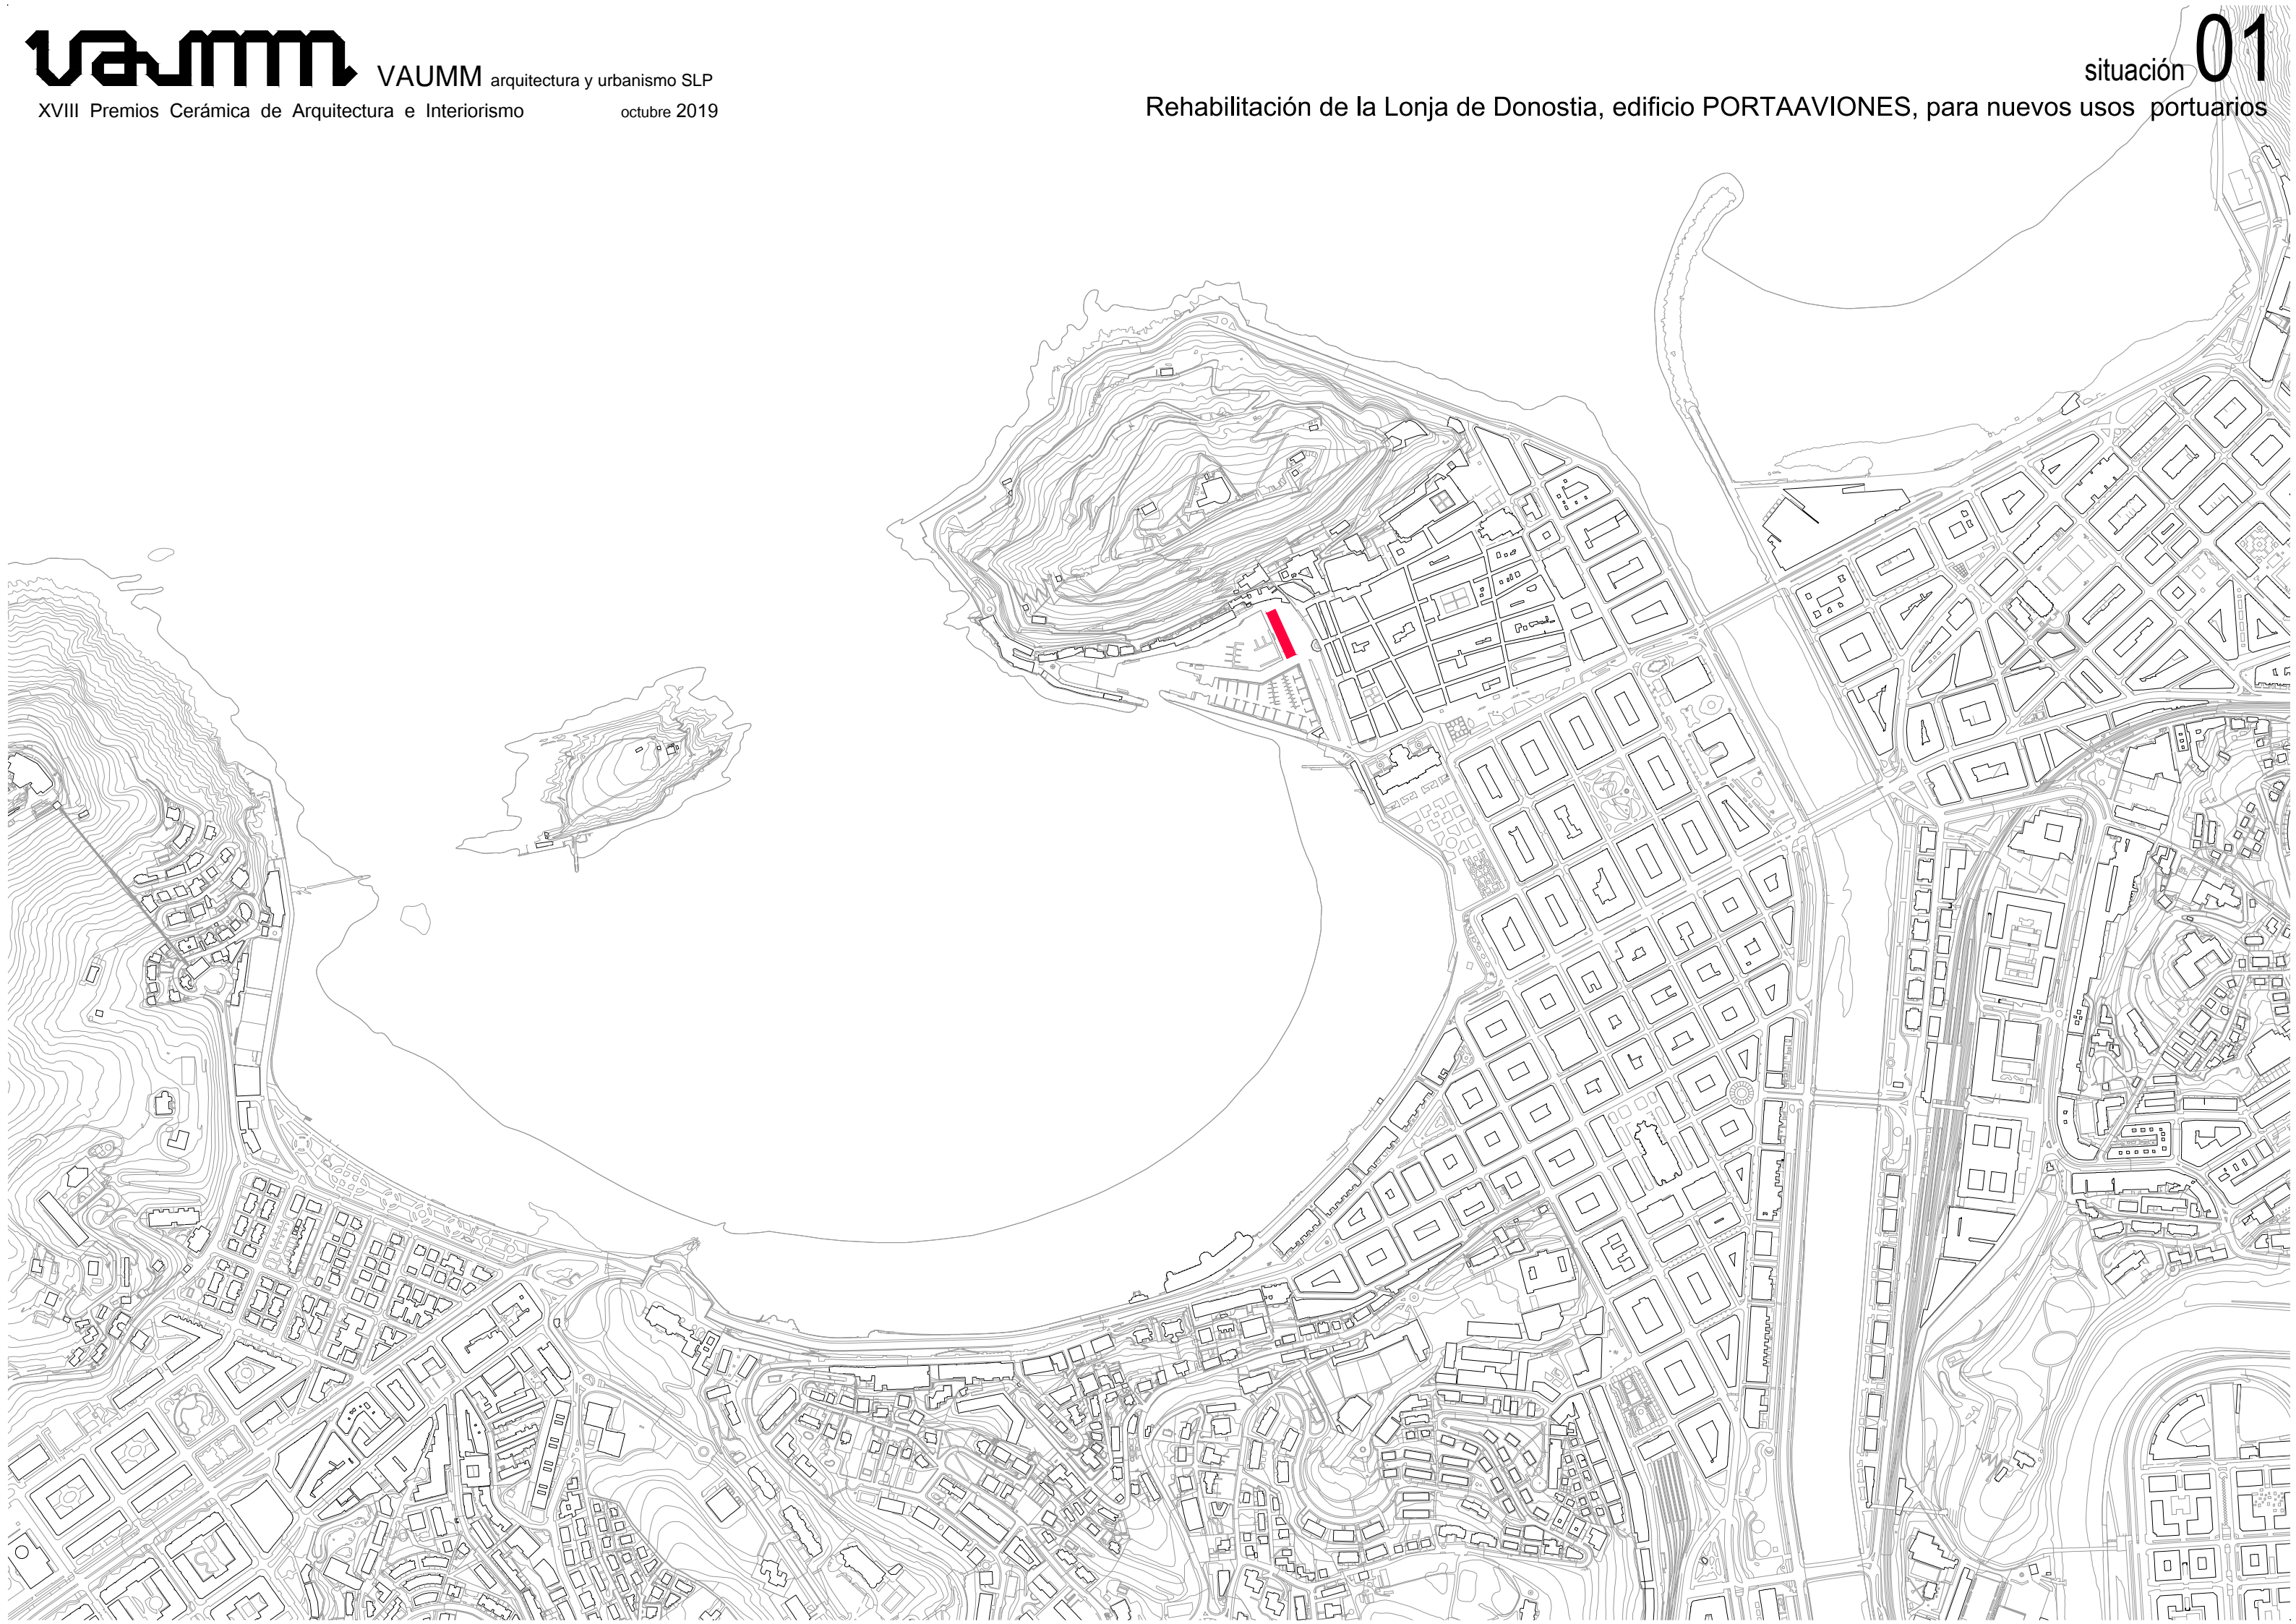 vaumm VAUMM arquitectura y urbanismo SLP
XVIII Premios Cerámica de Arquitectura e Interiorismo octubre 2019
situación 01
Rehabilitación de la Lonja de Donostia, edificio PORTAAVIONES, para nuevos usos portuarios